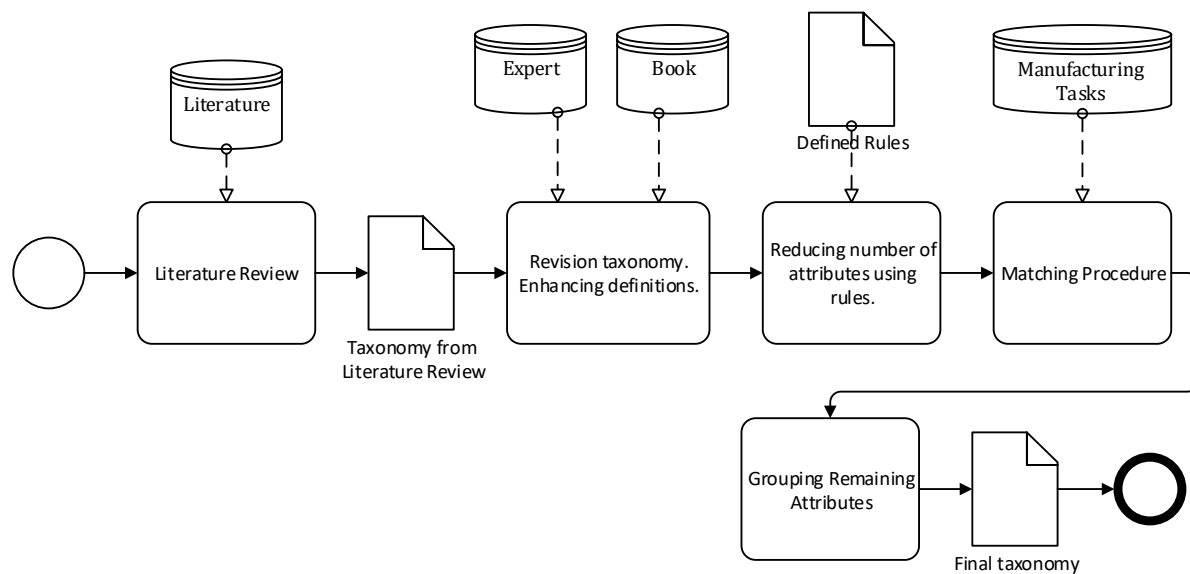 Literature
Expert
Book
Defined Rules
Manufacturing
Tasks
Literature Review
Taxonomy from
Literature Review
Revision taxonomy.
Enhancing definitions.
Reducing number of
attributes using
rules.
Matching Procedure
Grouping Remaining
Attributes
Final taxonomy